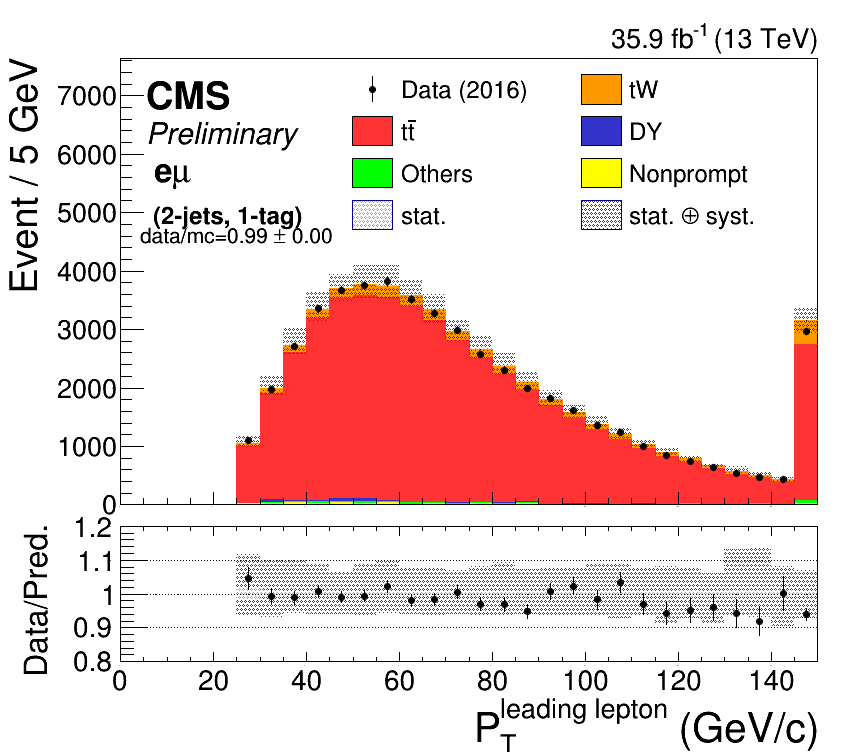 35.9 fb⁻¹ (13 TeV)
Event / 5 GeV
7000
6000
5000
4000
3000
2000
1000
0
CMS
Preliminary
eμ
(2-jets, 1-tag)
data/mc=0.99 ± 0.00
Data (2016)
tW
tt̄
DY
Others
Nonprompt
stat.
stat. ⊕ syst.
Data/Pred.
1.2
1.1
1
0.9
0.8
0 20 40 60 80 100 120 140
P_T^leading lepton (GeV/c)